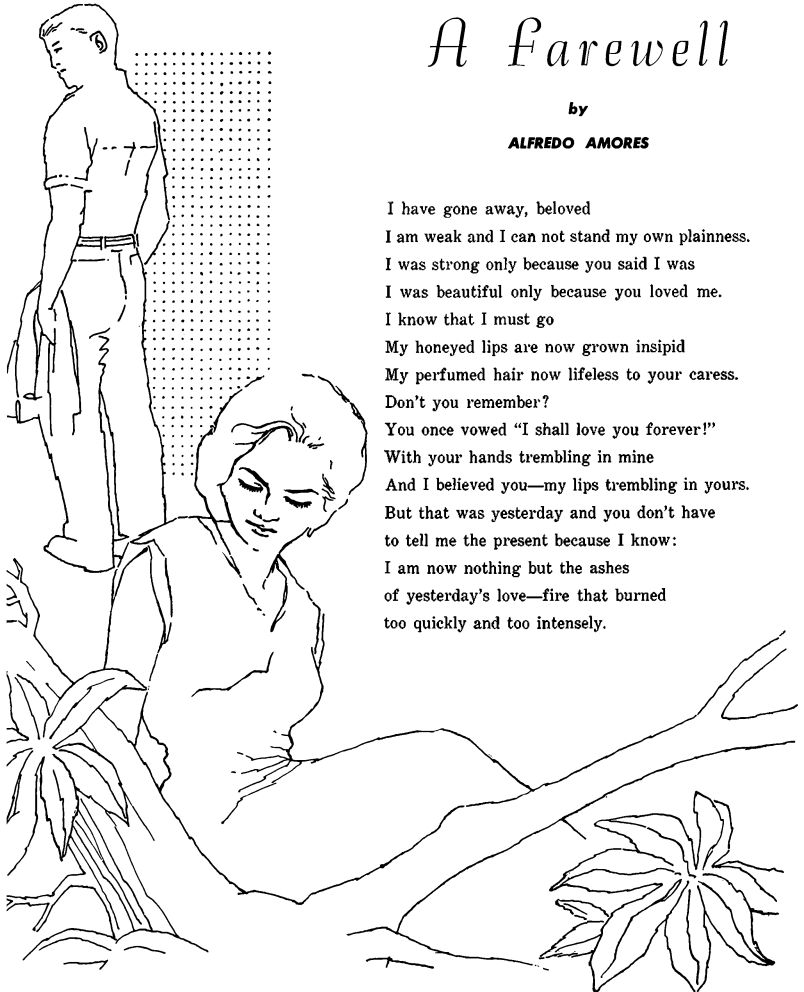 A Farewell
by
ALFREDO AMORES
I have gone away, beloved
I am weak and I can not stand my own plainness.
I was strong only because you said I was
I was beautiful only because you loved me.
I know that I must go
My honeyed lips are now grown insipid
My perfumed hair now lifeless to your caress.
Don't you remember?
You once vowed “I shall love you forever!”
With your hands trembling in mine
And I believed you—my lips trembling in yours.
But that was yesterday and you don't have
to tell me the present because I know:
I am now nothing but the ashes
of yesterday's love—fire that burned
too quickly and too intensely.